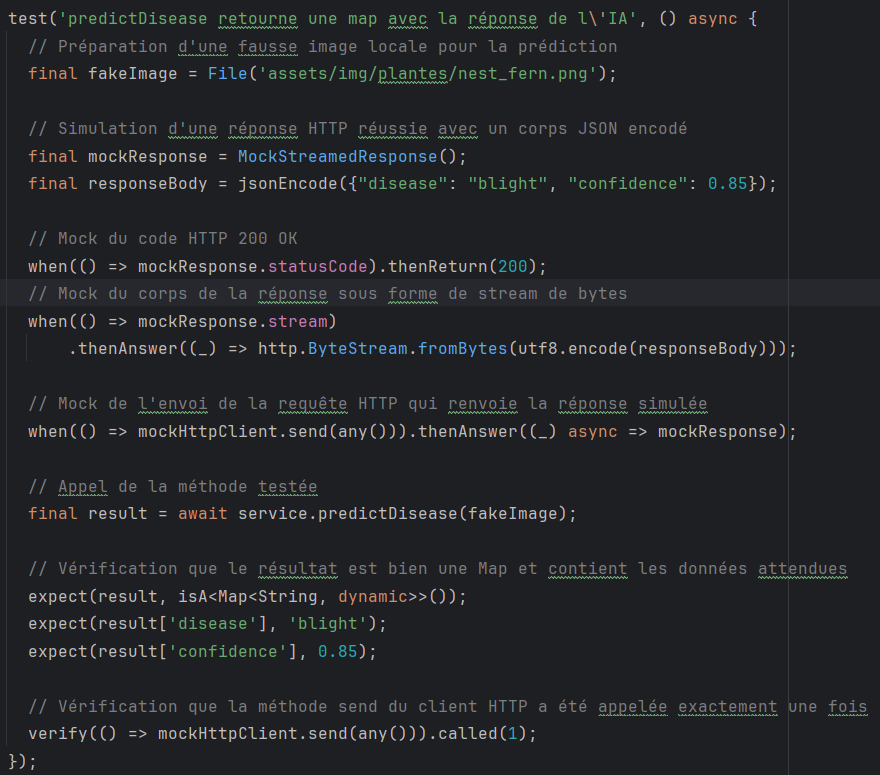 test('predictDisease retourne une map avec la réponse de l\'IA', () async {
  // Préparation d'une fausse image locale pour la prédiction
  final fakeImage = File('assets/img/plantes/nest_fern.png');

  // Simulation d'une réponse HTTP réussie avec un corps JSON encodé
  final mockResponse = MockStreamedResponse();
  final responseBody = jsonEncode({"disease": "blight", "confidence": 0.85});

  // Mock du code HTTP 200 OK
  when(() => mockResponse.statusCode).thenReturn(200);
  // Mock du corps de la réponse sous forme de stream de bytes
  when(() => mockResponse.stream)
      .thenAnswer((_) => http.ByteStream.fromBytes(utf8.encode(responseBody)));

  // Mock de l'envoi de la requête HTTP qui renvoie la réponse simulée
  when(() => mockHttpClient.send(any())).thenAnswer((_) async => mockResponse);

  // Appel de la méthode testée
  final result = await service.predictDisease(fakeImage);

  // Vérification que le résultat est bien une Map et contient les données attendues
  expect(result, isA<Map<String, dynamic>>());
  expect(result['disease'], 'blight');
  expect(result['confidence'], 0.85);

  // Vérification que la méthode send du client HTTP a été appelée exactement une fois
  verify(() => mockHttpClient.send(any())).called(1);
});